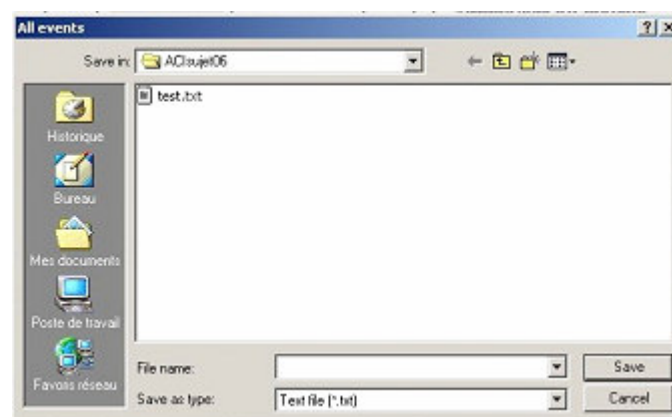 All events
Save in: ACIsujet06
test.txt
Historique
Bureau
Mes documents
Poste de travail
Favoris réseau
File name:
Save
Save as type: Text file (*.txt)
Cancel